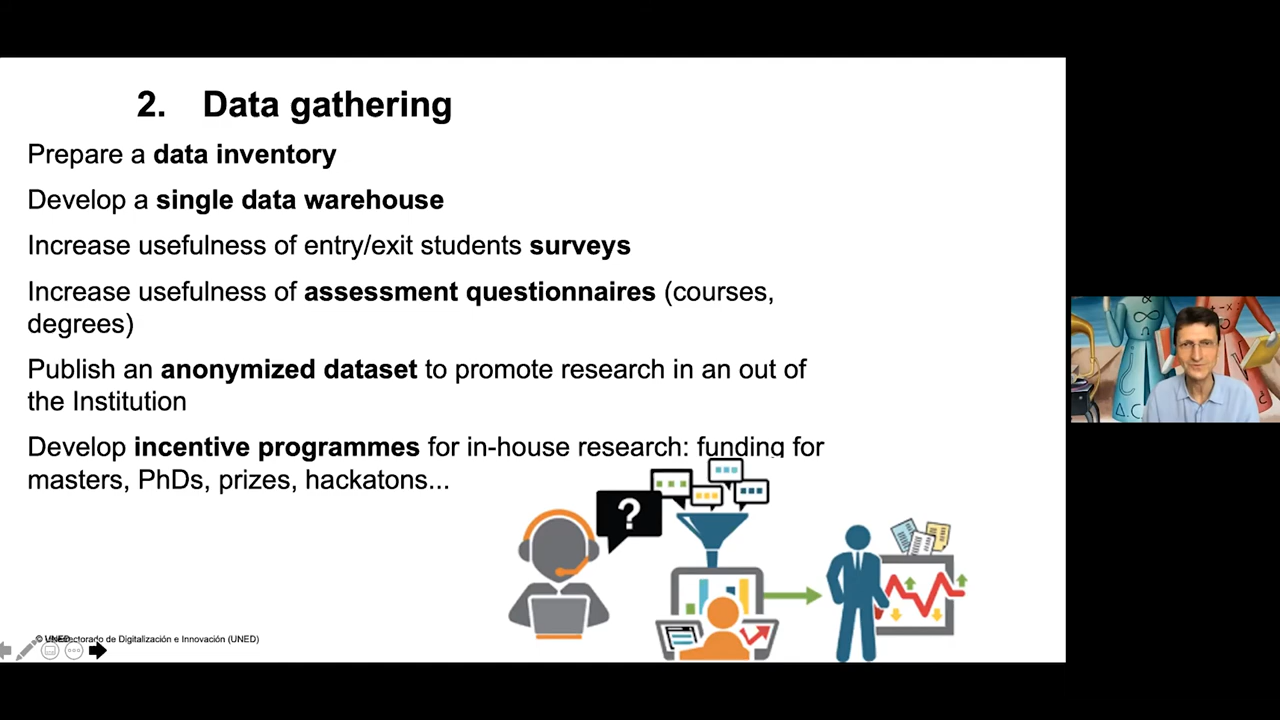 2. Data gathering
Prepare a data inventory
Develop a single data warehouse
Increase usefulness of entry/exit students surveys
Increase usefulness of assessment questionnaires (courses,
degrees)
Publish an anonymized dataset to promote research in an out of
the Institution
Develop incentive programmes for in-house research: funding for
masters, PhDs, prizes, hackatons...
?
© Vicerrectorado de Digitalización e Innovación (UNED)